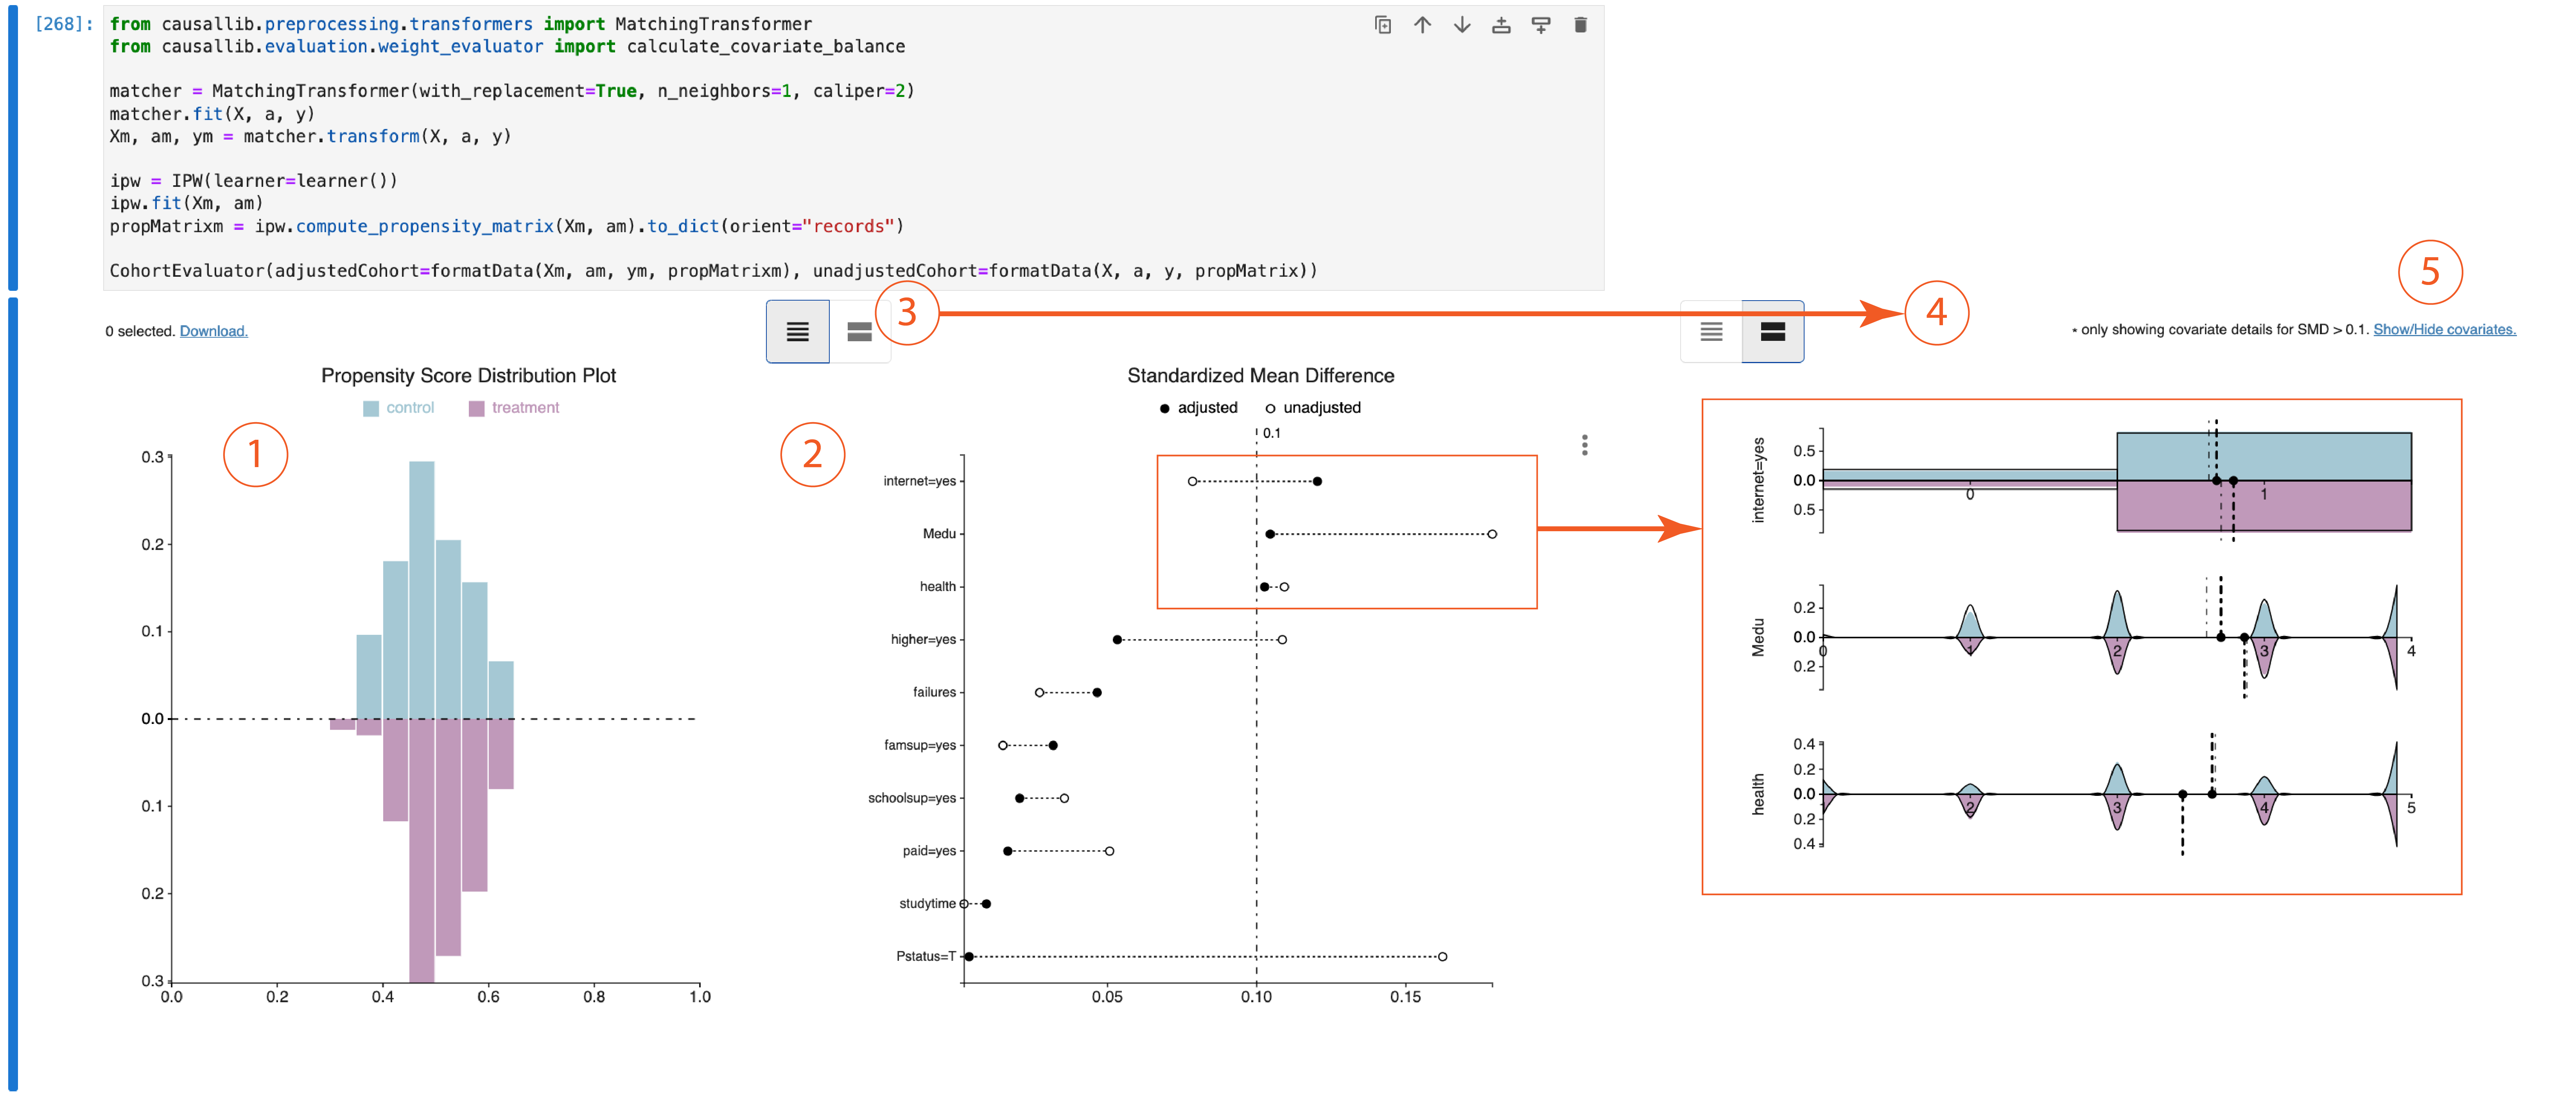 [268]:
from causallib.preprocessing.transformers import MatchingTransformer
from causallib.evaluation.weight_evaluator import calculate_covariate_balance
matcher = MatchingTransformer(with_replacement=True, n_neighbors=1, caliper=2)
matcher.fit(X, a, y)
Xm, am, ym = matcher.transform(X, a, y)
ipw = IPW(learner=learner())
ipw.fit(Xm, am)
propMatrixm = ipw.compute_propensity_matrix(Xm, am).to_dict(orient="records")
CohortEvaluator(adjustedCohort=formatData(Xm, am, ym, propMatrixm), unadjustedCohort=formatData(X, a, y, propMatrix))
0 selected. Download.
3
4
5
* only showing covariate details for SMD > 0.1. Show/Hide covariates.
Propensity Score Distribution Plot
control treatment
1
0.3
0.2
0.1
0.0
0.1
0.2
0.3
0.0 0.2 0.4 0.6 0.8 1.0
Standardized Mean Difference
adjusted unadjusted
0.1
2
internet=yes
Medu
health
higher=yes
failures
famsup=yes
schoolsup=yes
paid=yes
studytime
Pstatus=T
0.05 0.10 0.15
internet=yes
0.5
0.0
0.5
0 1
Medu
0.2
0.0
0.2
0 1 2 3 4
health
0.4
0.2
0.0
0.2
0.4
2 3 4 5